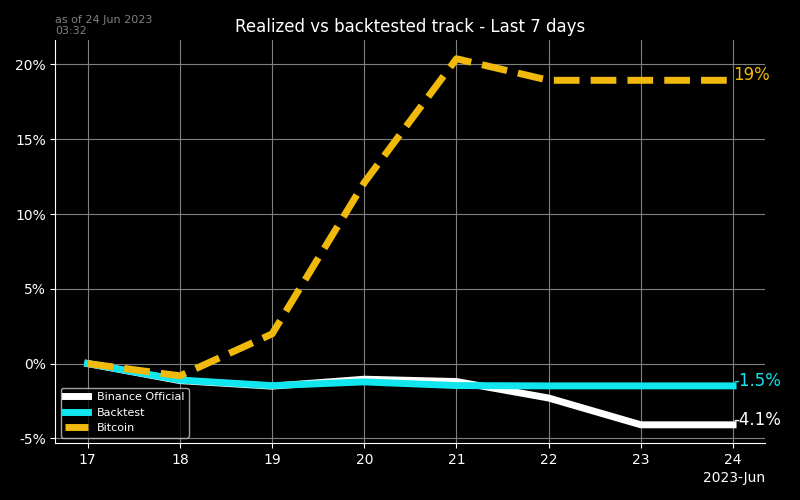 as of 24 Jun 2023
03:32
Realized vs backtested track - Last 7 days
20%
15%
10%
5%
0%
-5%
19%
-1.5%
-4.1%
Binance Official
Backtest
Bitcoin
17 18 19 20 21 22 23 24
2023-Jun